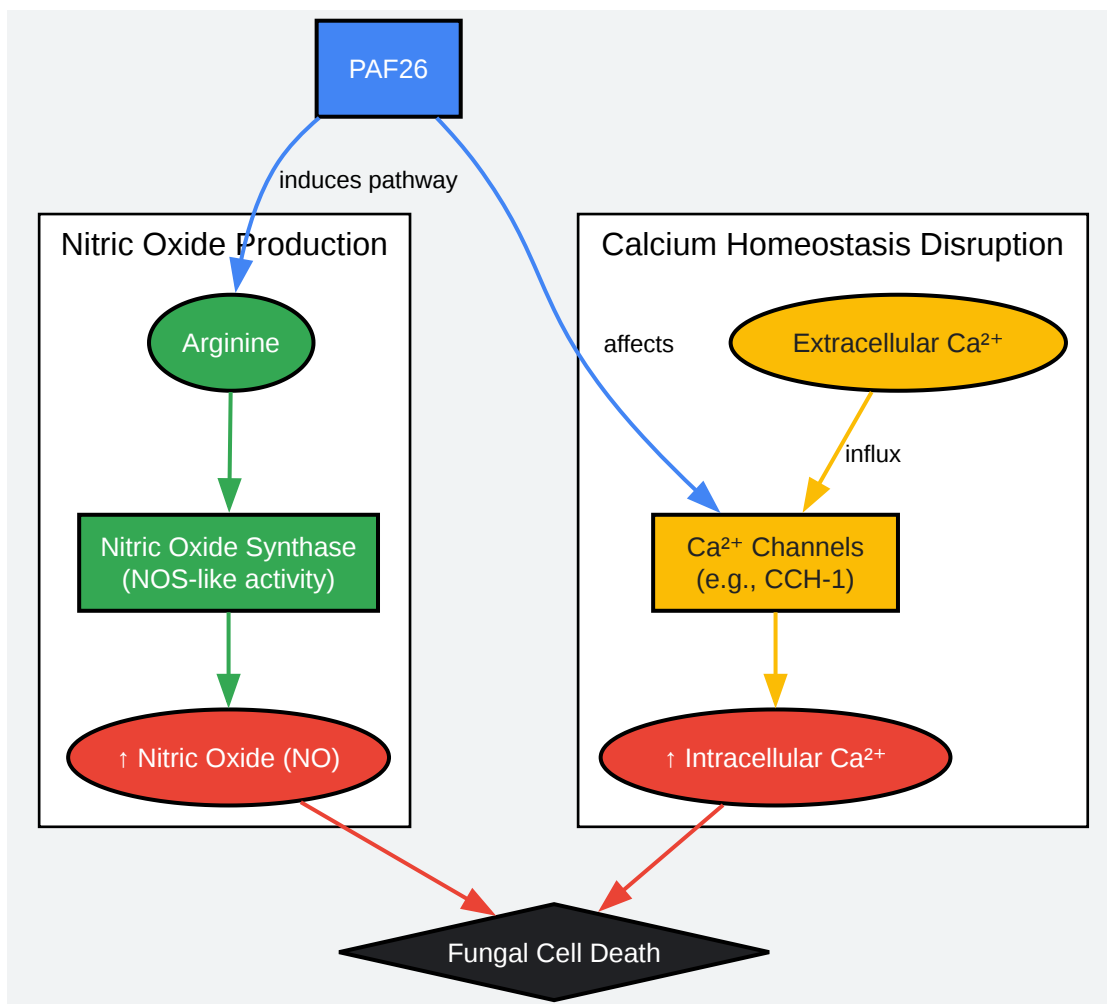 PAF26
induces pathway
Nitric Oxide Production
Calcium Homeostasis Disruption
Arginine
affects
Extracellular Ca²⁺
influx
Nitric Oxide Synthase
(NOS-like activity)
Ca²⁺ Channels
(e.g., CCH-1)
↑ Nitric Oxide (NO)
↑ Intracellular Ca²⁺
Fungal Cell Death